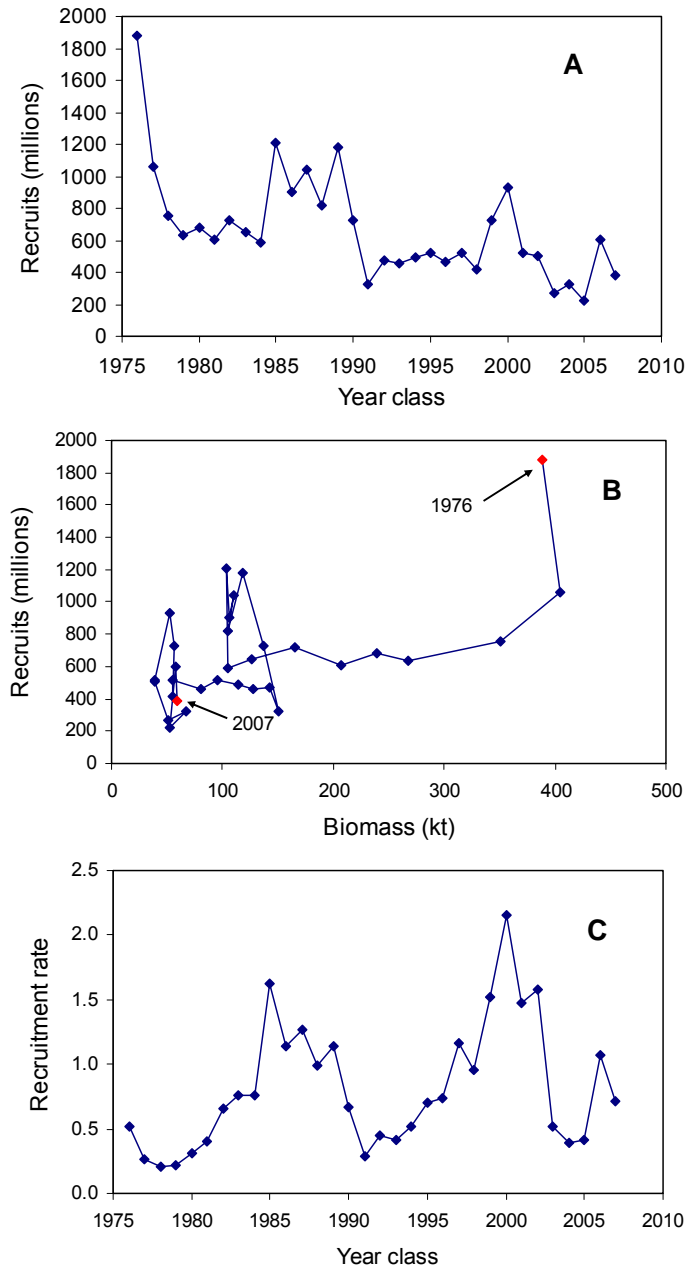 2000
1800
1600
1400
1200
1000
800
600
400
200
0
Recruits (millions)
A
1975 1980 1985 1990 1995 2000 2005 2010
Year class
2000
1800
1600
1400
1200
1000
800
600
400
200
0
Recruits (millions)
B
1976
2007
0 100 200 300 400 500
Biomass (kt)
2.5
2.0
1.5
1.0
0.5
0.0
Recruitment rate
C
1975 1980 1985 1990 1995 2000 2005 2010
Year class